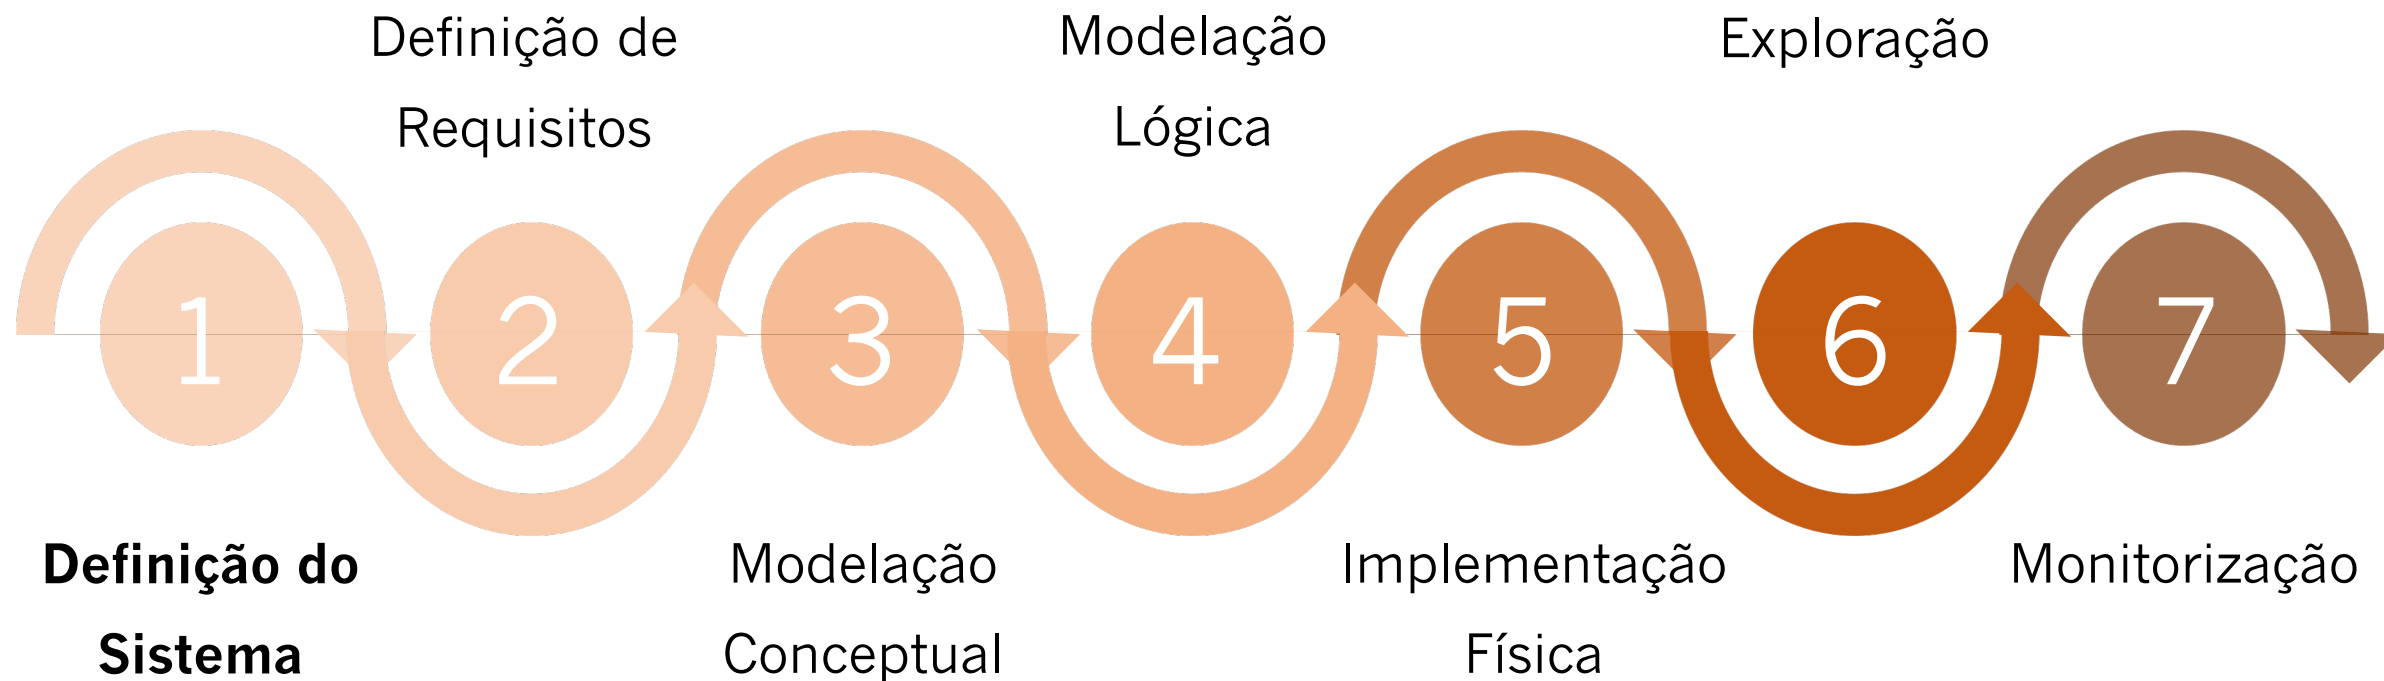 Definição de
Requisitos
Modelação
Lógica
Exploração
1
2
3
4
5
6
7
Definição do
Sistema
Modelação
Conceptual
Implementação
Física
Monitorização